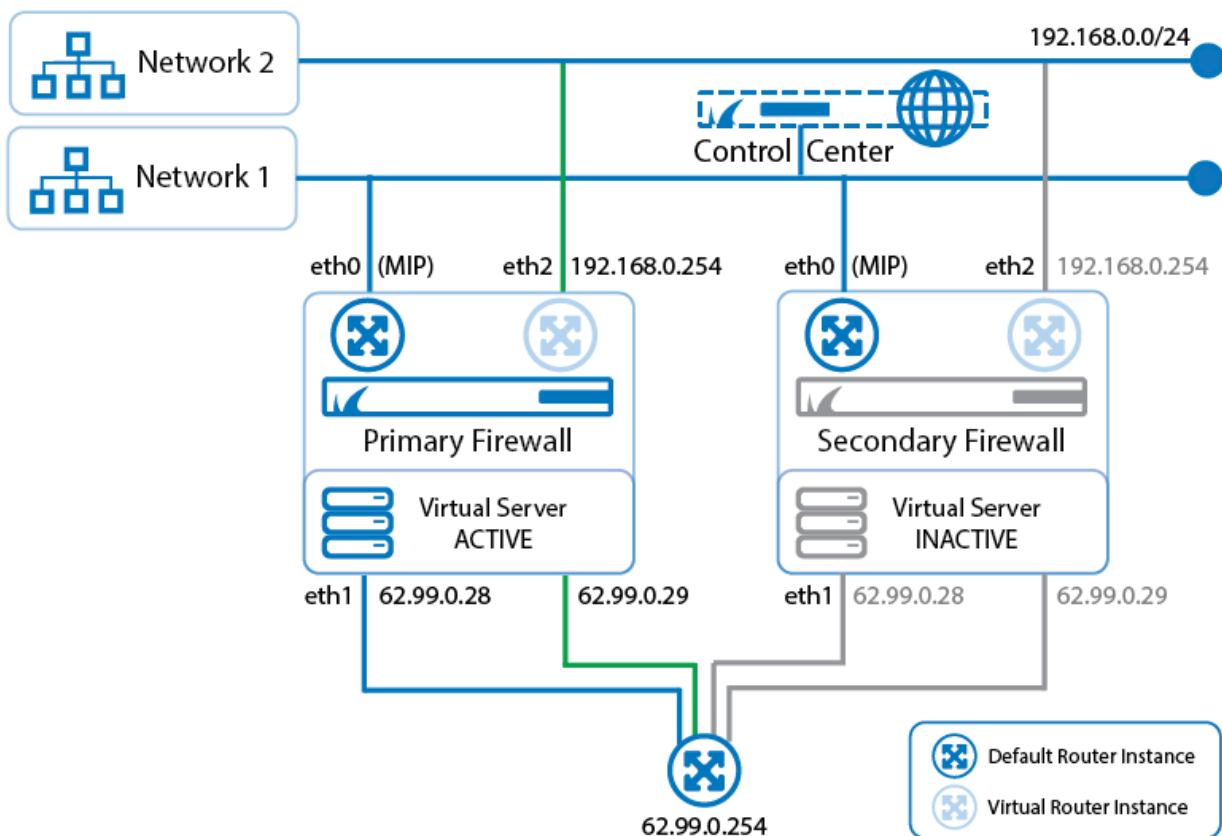 192.168.0.0/24
Network 2
Control Center
Network 1
eth0 (MIP) eth2 192.168.0.254 eth0 (MIP) eth2 192.168.0.254
Primary Firewall Secondary Firewall
Virtual Server Virtual Server
ACTIVE INACTIVE
eth1 62.99.0.28 62.99.0.29 eth1 62.99.0.28 62.99.0.29
Default Router Instance
Virtual Router Instance
62.99.0.254